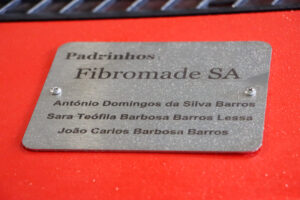 Padrinhos
Fibromade SA
António Domingos da Silva Barros
Sara Teófila Barbosa Barros Lessa
João Carlos Barbosa Barros